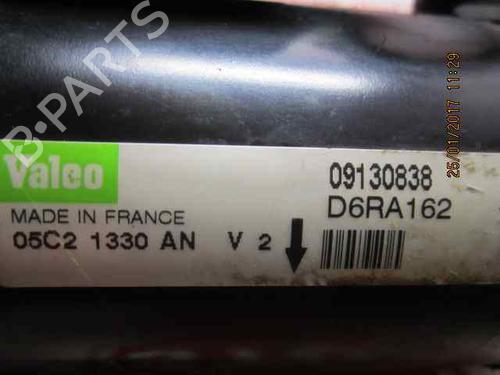 B-PARTS
25/01/2017 11:29
Valeo
09130838
MADE IN FRANCE
D6RA162
05C2 1330 AN V 2